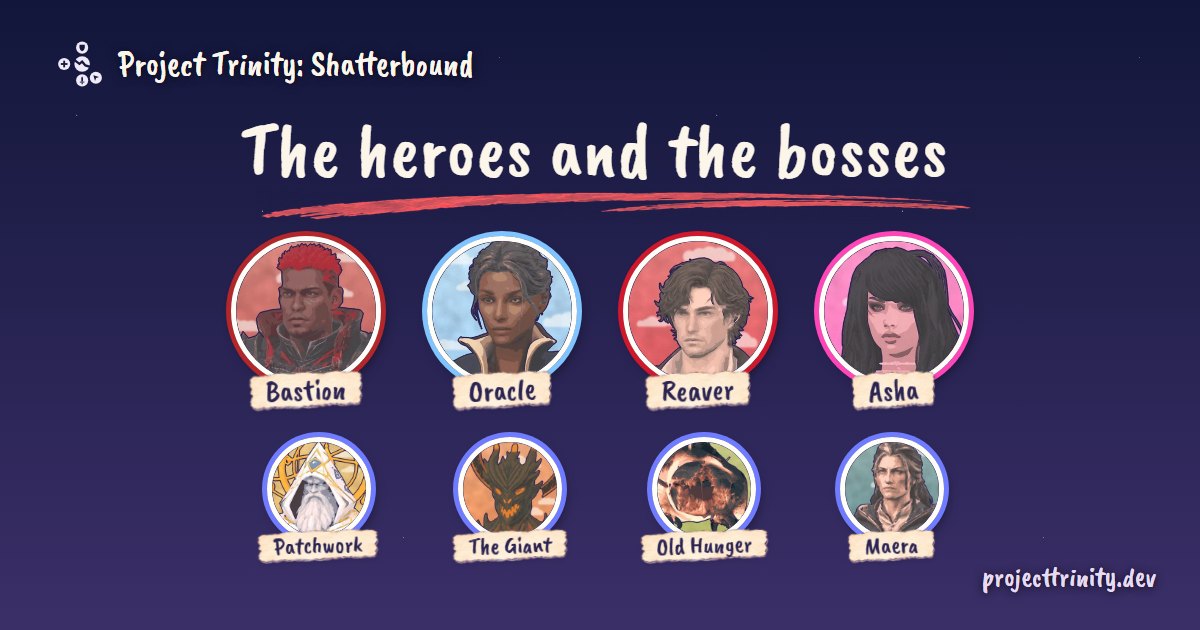 Project Trinity: Shatterbound
The heroes and the bosses
Bastion
Oracle
Reaver
Asha
Patchwork
The Giant
Old Hunger
Maera
projecttrinity.dev